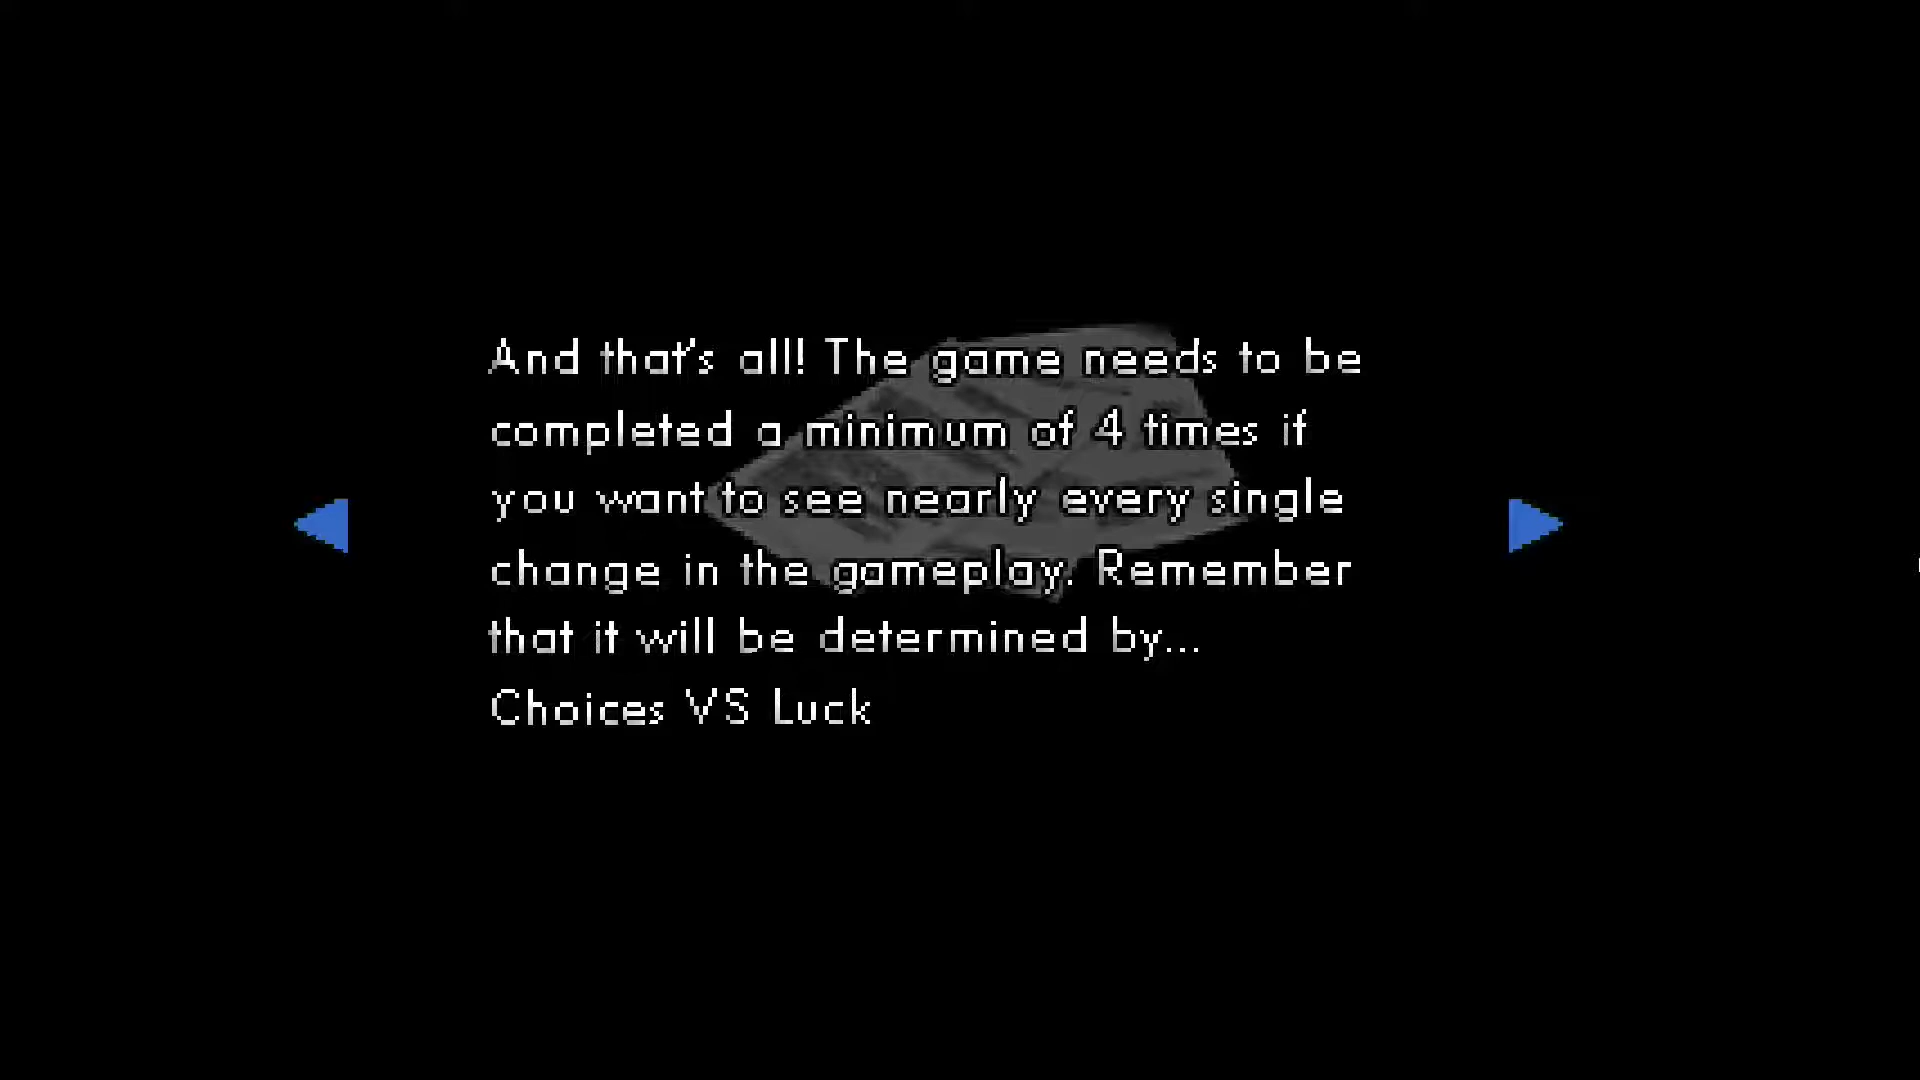 And that's all! The game needs to be
completed a minimum of 4 times if
you want to see nearly every single
change in the gameplay. Remember
that it will be determined by...
Choices VS Luck